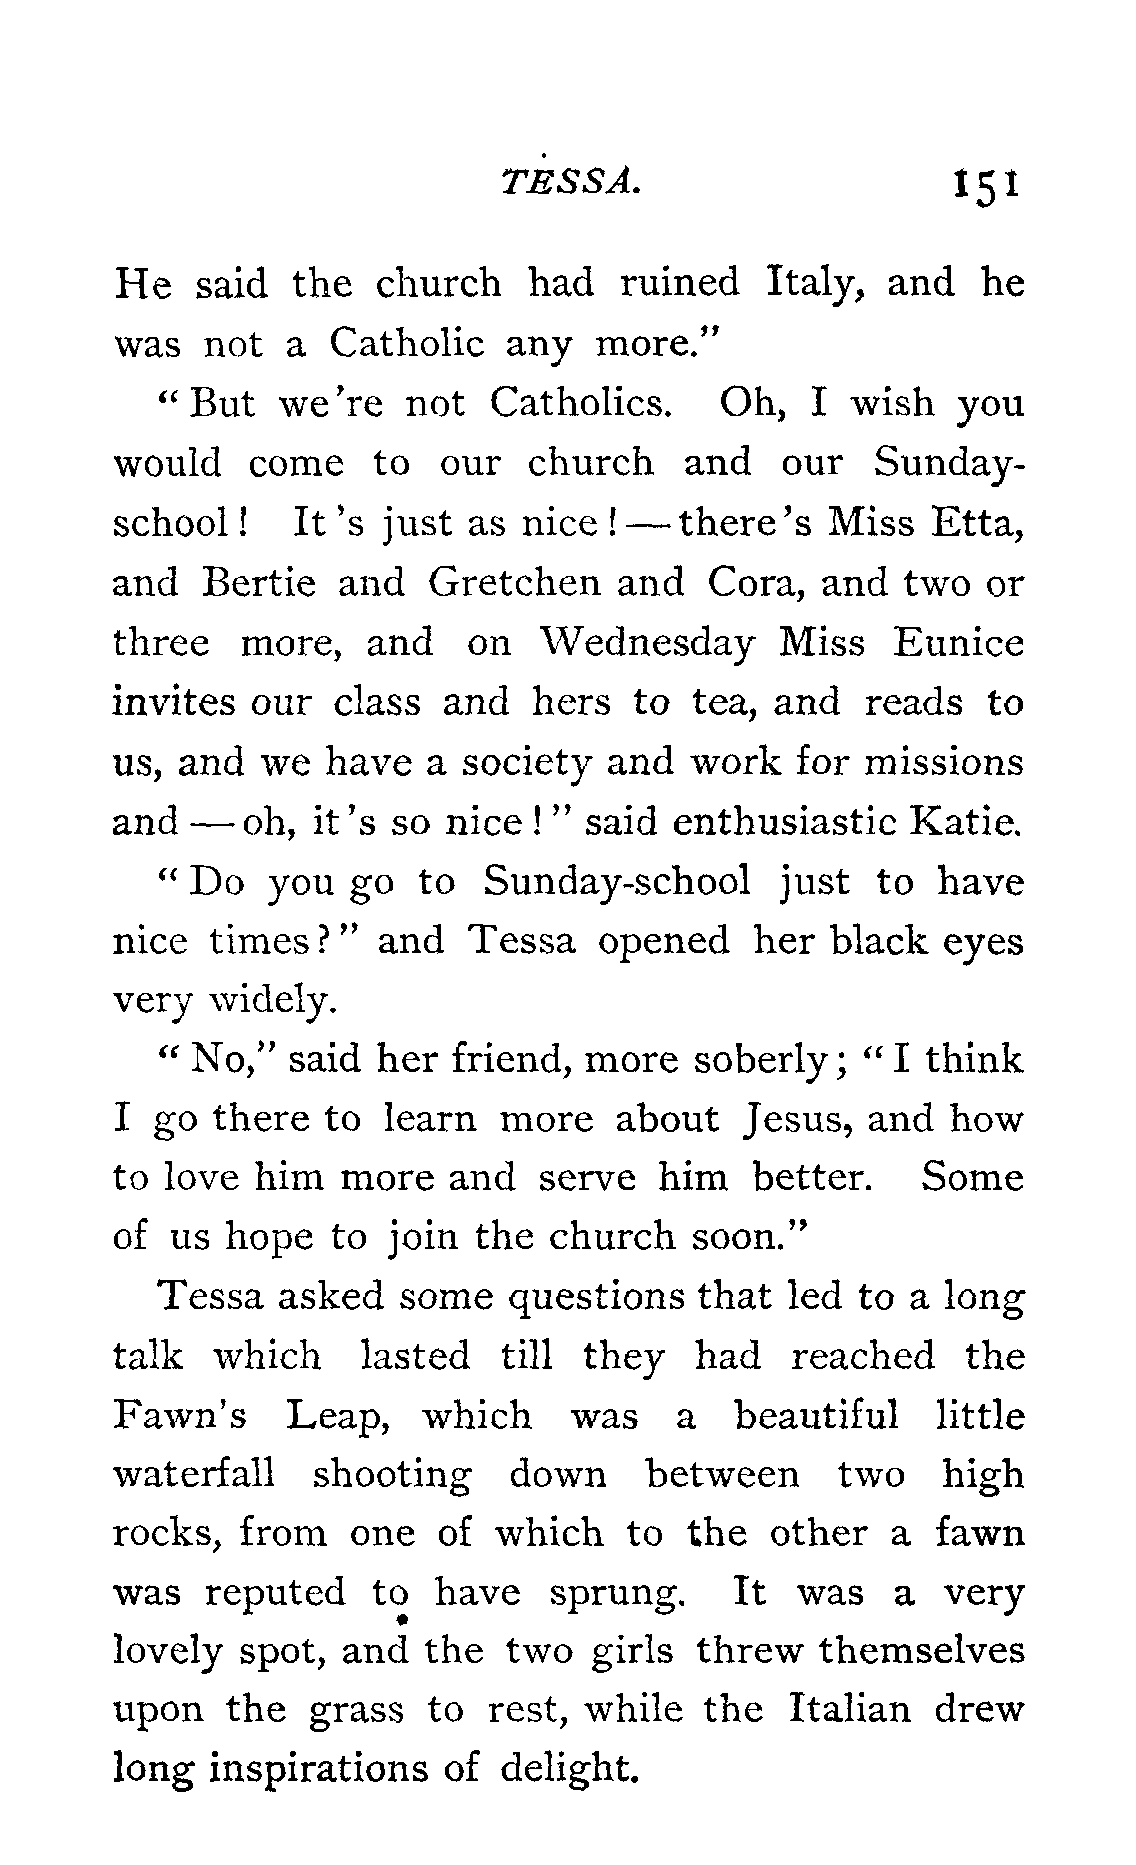 TESSA. 151
He said the church had ruined Italy, and he
was not a Catholic any more."
"But we're not Catholics. Oh, I wish you
would come to our church and our Sunday-
school! It's just as nice!—there's Miss Etta,
and Bertie and Gretchen and Cora, and two or
three more, and on Wednesday Miss Eunice
invites our class and hers to tea, and reads to
us, and we have a society and work for missions
and—oh, it's so nice!" said enthusiastic Katie.
"Do you go to Sunday-school just to have
nice times?" and Tessa opened her black eyes
very widely.
"No," said her friend, more soberly; "I think
I go there to learn more about Jesus, and how
to love him more and serve him better. Some
of us hope to join the church soon."
Tessa asked some questions that led to a long
talk which lasted till they had reached the
Fawn's Leap, which was a beautiful little
waterfall shooting down between two high
rocks, from one of which to the other a fawn
was reputed to have sprung. It was a very
lovely spot, and the two girls threw themselves
upon the grass to rest, while the Italian drew
long inspirations of delight.